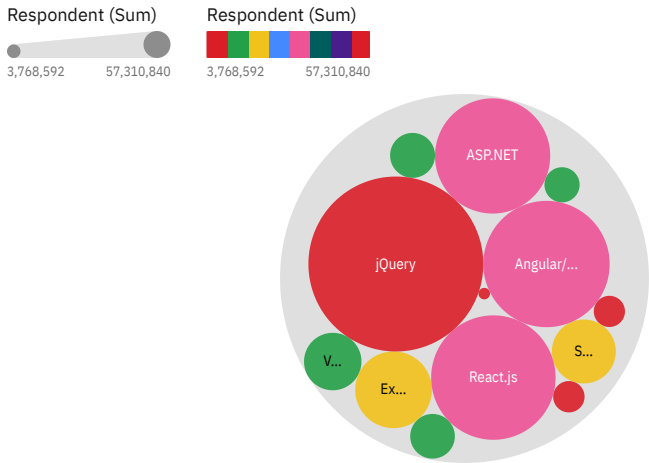 Respondent (Sum)
3,768,592 57,310,840
Respondent (Sum)
3,768,592 57,310,840
ASP.NET
jQuery
Angular/...
S...
V...
React.js
Ex...